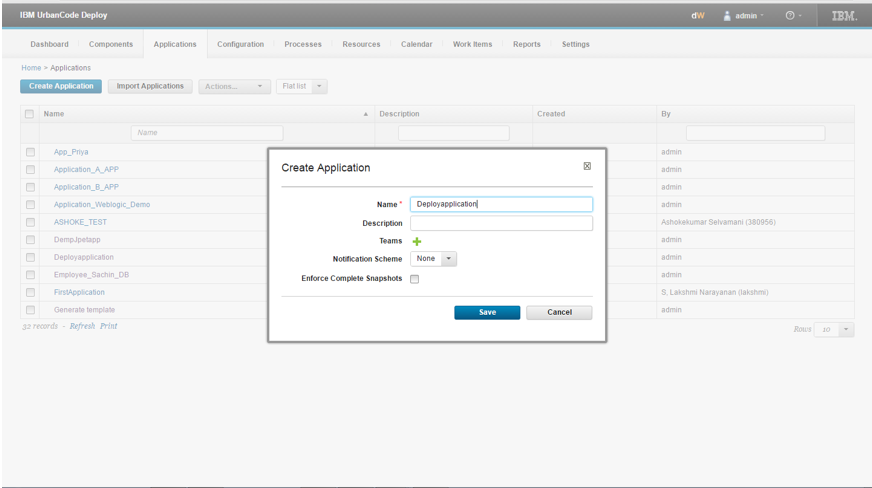 IBM UrbanCode Deploy dW admin IBM.
Dashboard Components Applications Configuration Processes Resources Calendar Work Items Reports Settings
Home > Applications
Create Application Import Applications Actions... Flat list
Name Description Created By
Name
App_Priya admin
Application_A_APP admin
Application_B_APP admin
Application_Weblogic_Demo admin
ASHOKE_TEST Ashokekumar Selvamani (380956)
DempJpetapp admin
Deployapplication admin
Employee_Sachin_DB admin
FirstApplication S, Lakshmi Narayanan (lakshmi)
Generate template admin
32 records - Refresh Print Rows 10
Create Application
Name * Deployapplication
Description
Teams
Notification Scheme None
Enforce Complete Snapshots
Save Cancel